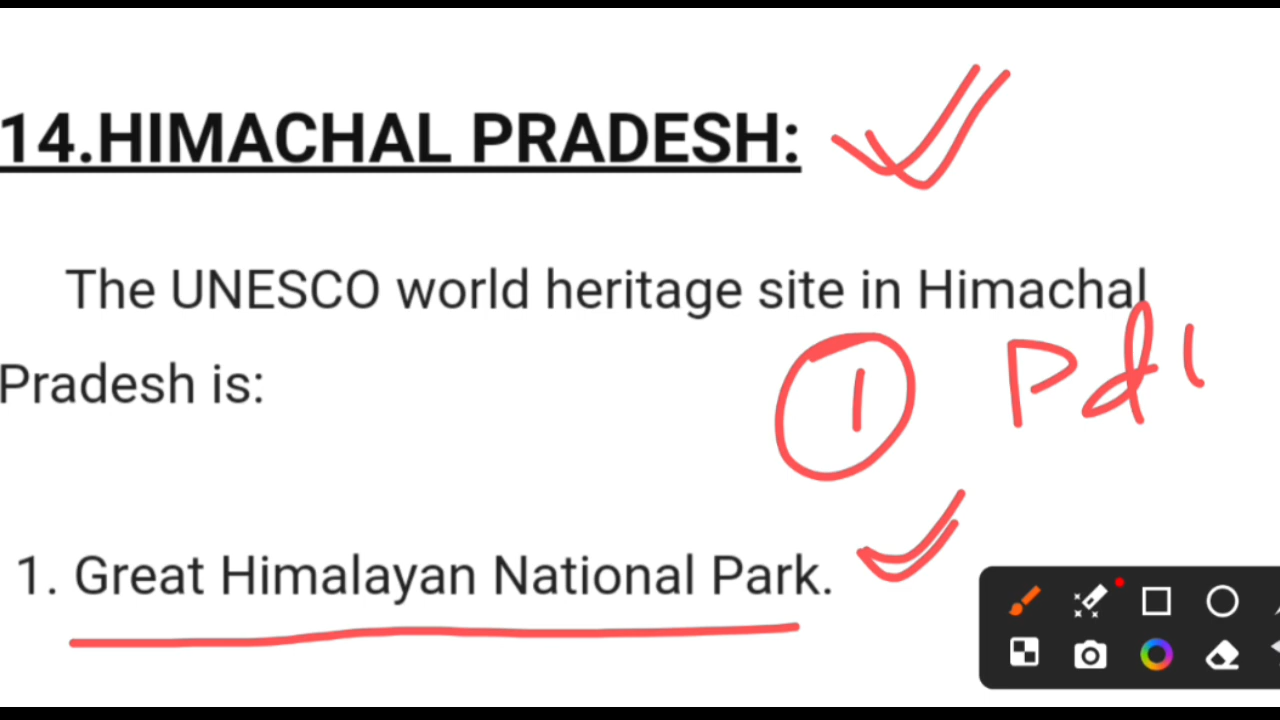 14.HIMACHAL PRADESH:
The UNESCO world heritage site in Himachal
Pradesh is:
1
1. Great Himalayan National Park.